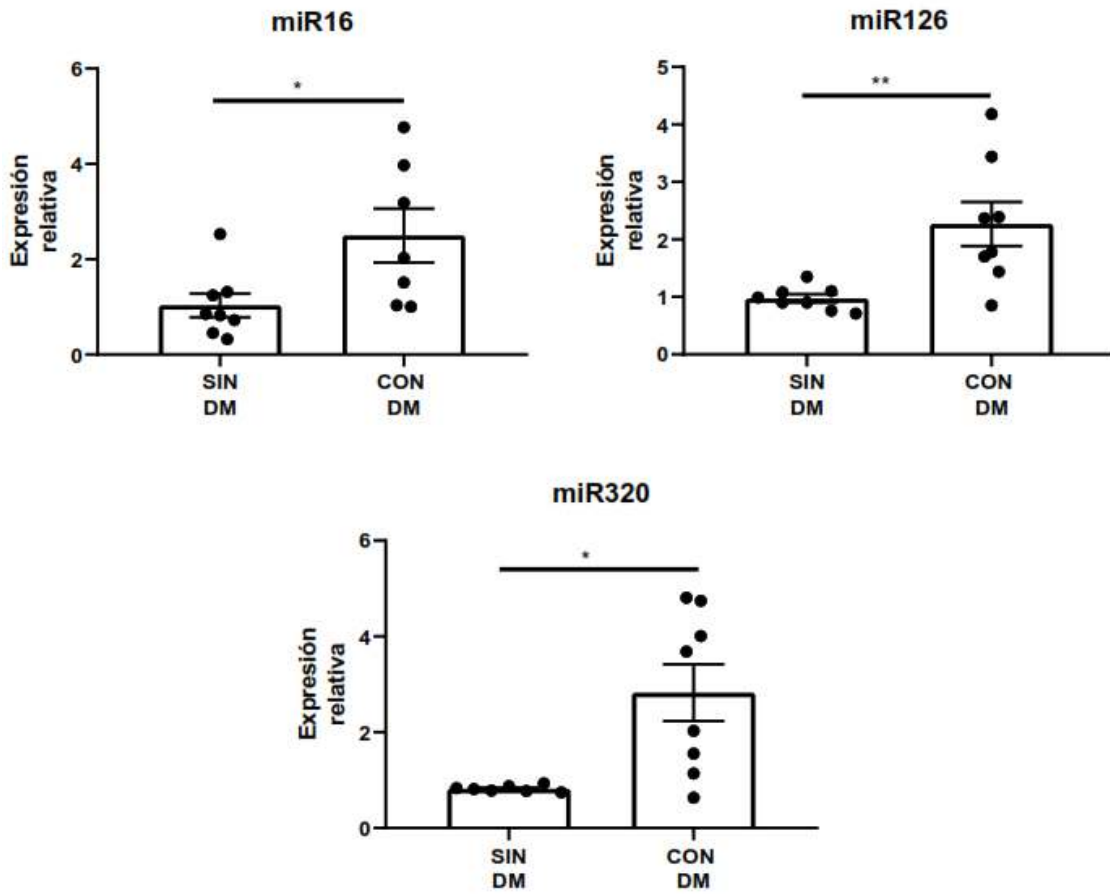 miR16
Expresión
relativa
6
4
2
0
*
SIN
DM
CON
DM
miR126
Expresión
relativa
5
4
3
2
1
0
**
SIN
DM
CON
DM
miR320
Expresión
relativa
6
4
2
0
*
SIN
DM
CON
DM